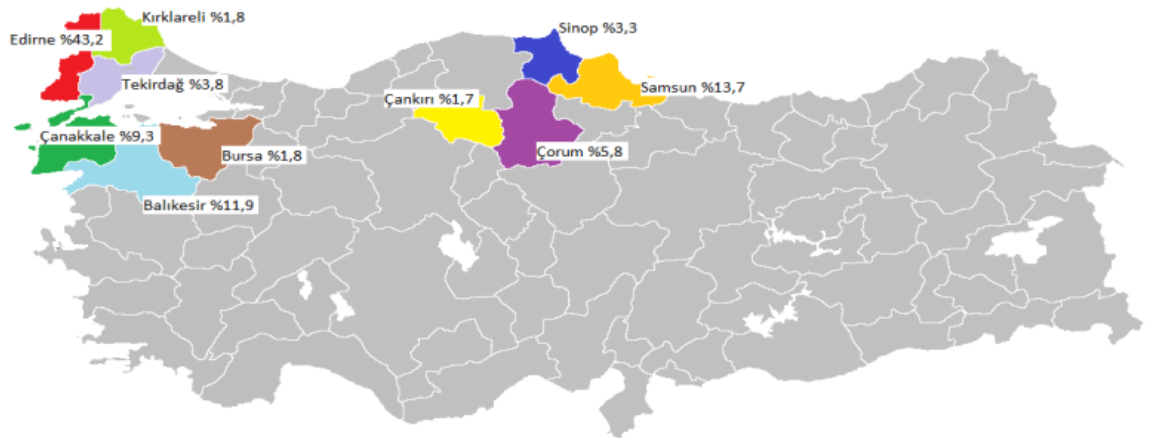 Kırklareli %1,8
Edirne %43,2
Sinop %3,3
Tekirdağ %3,8
Samsun %13,7
Çankırı %1,7
Çanakkale %9,3
Bursa %1,8
Çorum %5,8
Balıkesir %11,9